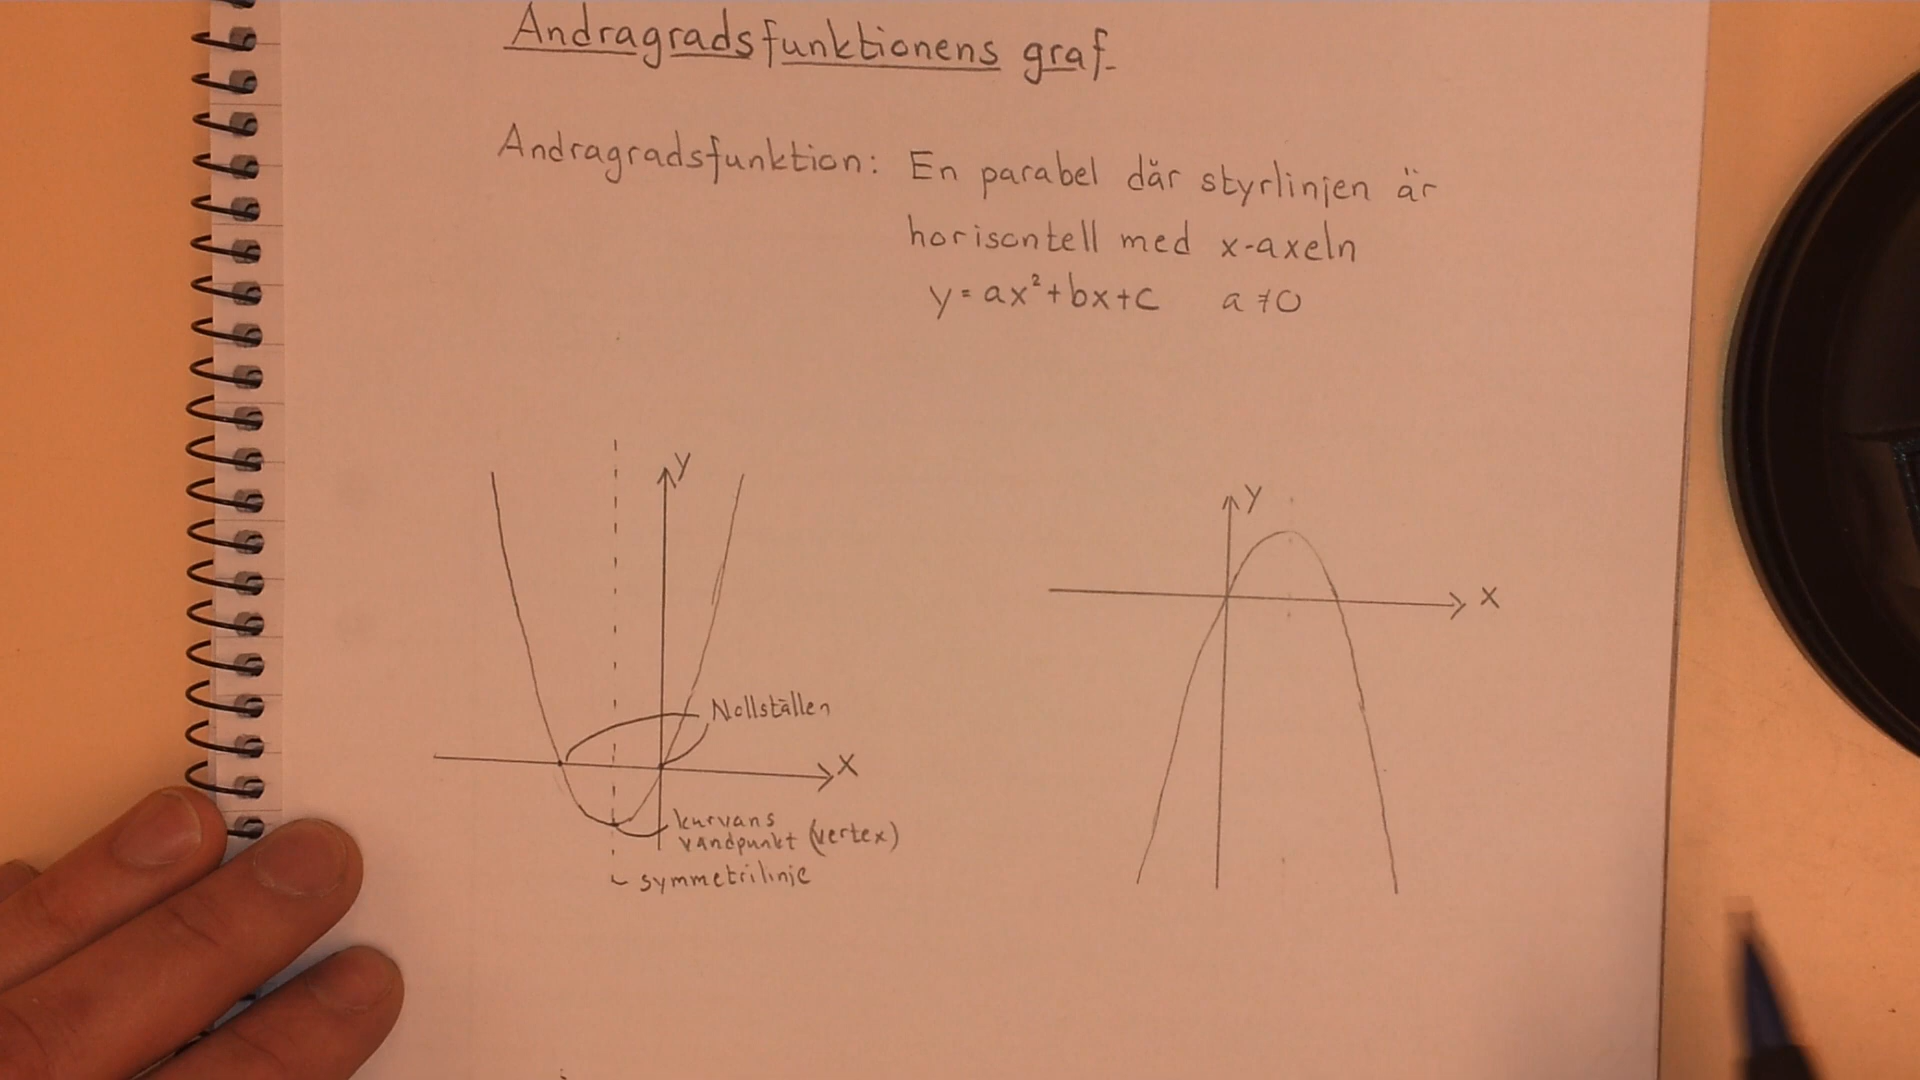 Andragradsfunktionens graf.
Andragradsfunktion: En parabel där styrlinjen är
horisontell med x-axeln
y=ax²+bx+c a≠0
y
y
x
Nollställen
x
kurvans
vändpunkt (vertex)
symmetrilinje